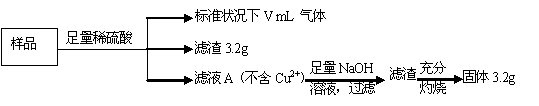 标准状况下 V mL 气体
样品 足量稀硫酸 滤渣 3.2g
滤液 A (不含 Cu²⁺) 足量 NaOH 溶液，过滤 滤渣 充分 灼烧 固体 3.2g